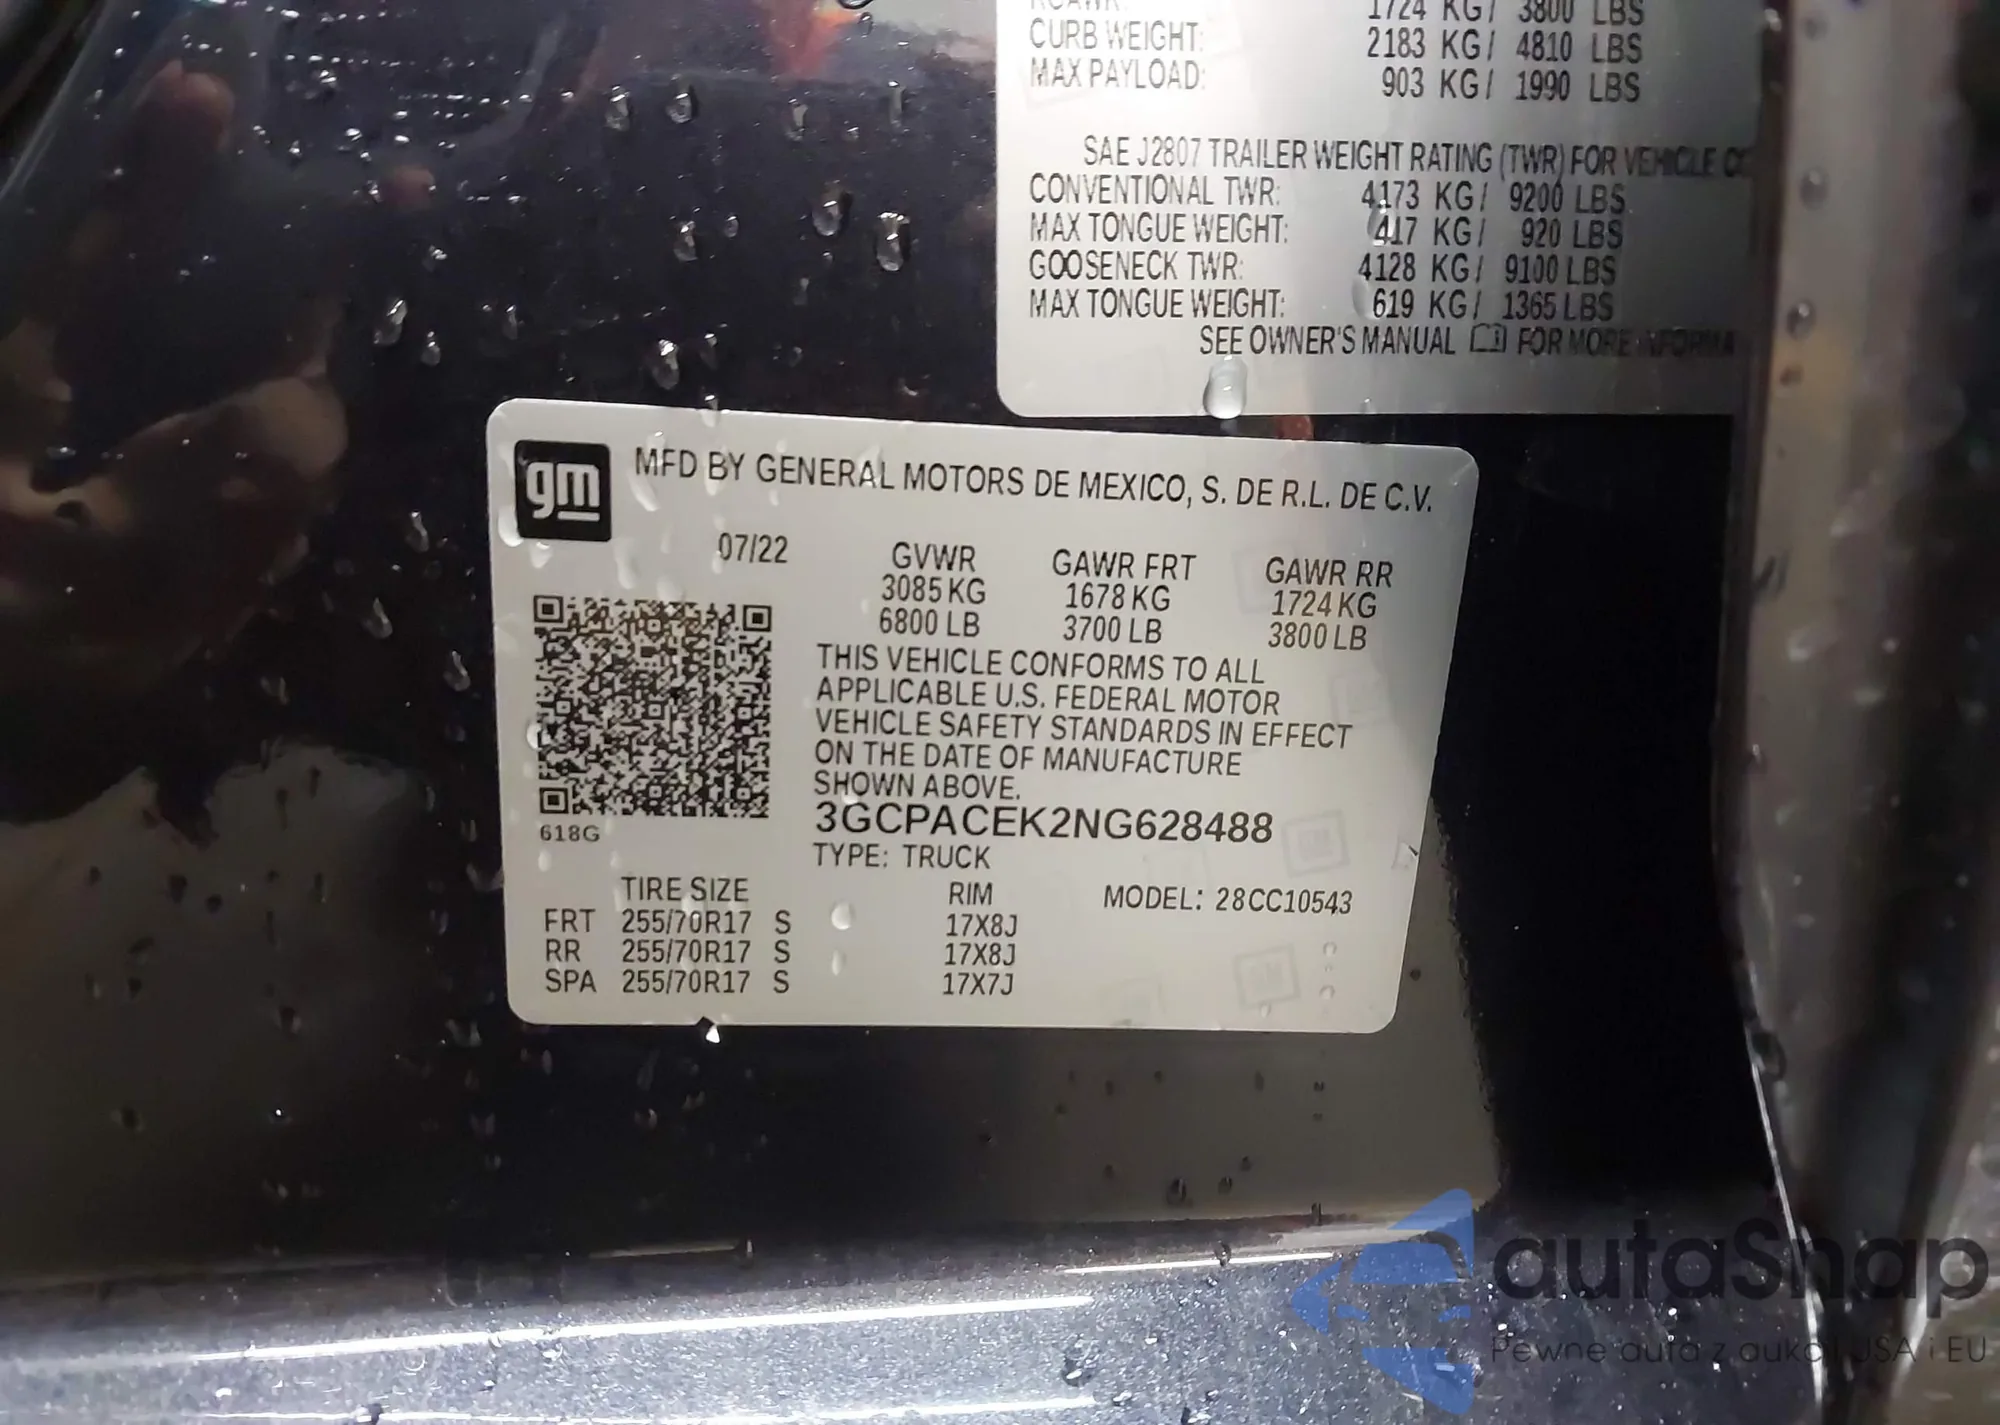 1724 KG/ 3800 LBS
CURB WEIGHT: 2183 KG/ 4810 LBS
MAX PAYLOAD: 903 KG/ 1990 LBS
SAE J2807 TRAILER WEIGHT RATING (TWR) FOR VEHICLE
CONVENTIONAL TWR: 4173 KG/ 9200 LBS
MAX TONGUE WEIGHT: 417 KG/ 920 LBS
GOOSENECK TWR: 4128 KG/ 9100 LBS
MAX TONGUE WEIGHT: 619 KG/ 1365 LBS
SEE OWNER'S MANUAL FOR MORE
gm
MFD BY GENERAL MOTORS DE MEXICO, S. DE R.L. DE C.V.
07/22 GVWR GAWR FRT GAWR RR
3085 KG 1678 KG 1724 KG
6800 LB 3700 LB 3800 LB
THIS VEHICLE CONFORMS TO ALL
APPLICABLE U.S. FEDERAL MOTOR
VEHICLE SAFETY STANDARDS IN EFFECT
ON THE DATE OF MANUFACTURE
SHOWN ABOVE.
3GCPACEK2NG628488
618G
TYPE: TRUCK
TIRE SIZE RIM MODEL: 28CC10543
FRT 255/70R17 S 17X8J
RR 255/70R17 S 17X8J
SPA 255/70R17 S 17X7J
autaSnap
Pewne auta z aukcji USA i EU